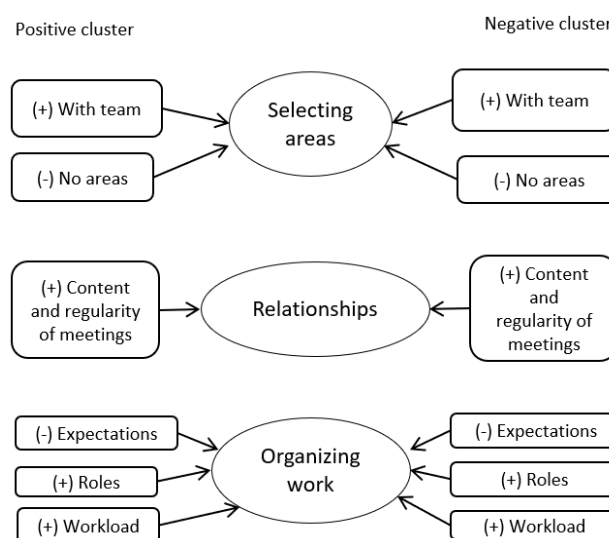 Positive cluster
Negative cluster
(+) With team
Selecting
areas
(+) With team
(-) No areas
(-) No areas
(+) Content
and regularity
of meetings
Relationships
(+) Content
and
regularity of
meetings
(-) Expectations
(+) Roles
(+) Workload
Organizing
work
(-) Expectations
(+) Roles
(+) Workload